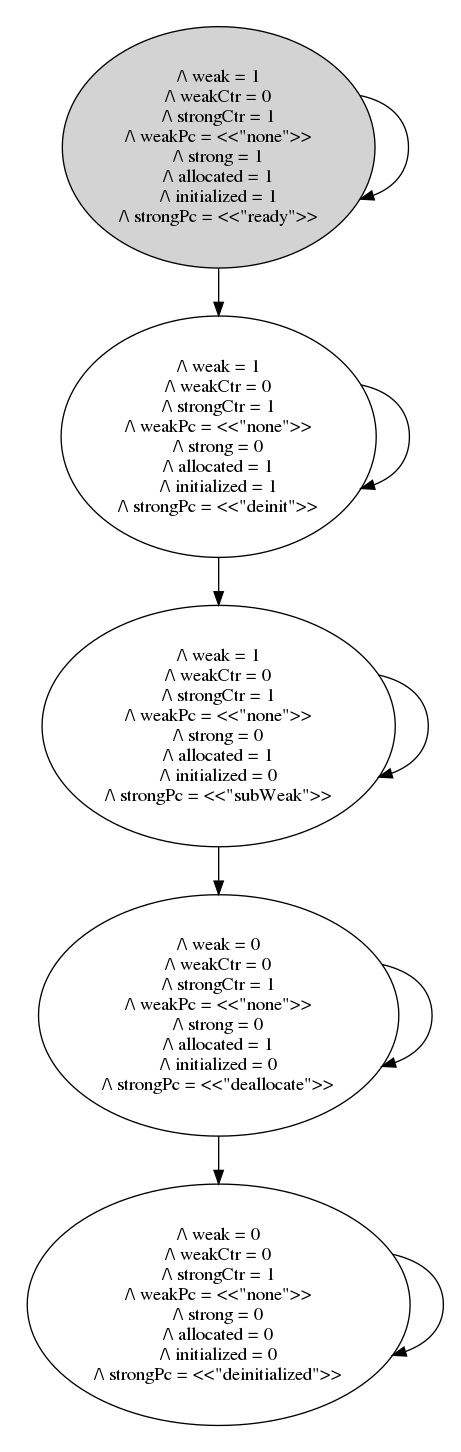 /\ weak = 1
/\ weakCtr = 0
/\ strongCtr = 1
/\ weakPc = <<"none">>
/\ strong = 1
/\ allocated = 1
/\ initialized = 1
/\ strongPc = <<"ready">>
/\ weak = 1
/\ weakCtr = 0
/\ strongCtr = 1
/\ weakPc = <<"none">>
/\ strong = 0
/\ allocated = 1
/\ initialized = 1
/\ strongPc = <<"deinit">>
/\ weak = 1
/\ weakCtr = 0
/\ strongCtr = 1
/\ weakPc = <<"none">>
/\ strong = 0
/\ allocated = 1
/\ initialized = 0
/\ strongPc = <<"subWeak">>
/\ weak = 0
/\ weakCtr = 0
/\ strongCtr = 1
/\ weakPc = <<"none">>
/\ strong = 0
/\ allocated = 1
/\ initialized = 0
/\ strongPc = <<"deallocate">>
/\ weak = 0
/\ weakCtr = 0
/\ strongCtr = 1
/\ weakPc = <<"none">>
/\ strong = 0
/\ allocated = 0
/\ initialized = 0
/\ strongPc = <<"deinitialized">>